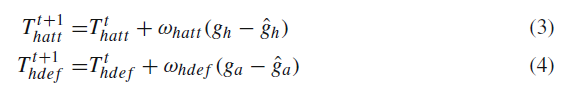 T^{t+1}_{hatt} = T^{t}_{hatt} + ω_{hatt}(g_h − ĝ_h) (3)
T^{t+1}_{hdef} = T^{t}_{hdef} + ω_{hdef}(g_a − ĝ_a) (4)